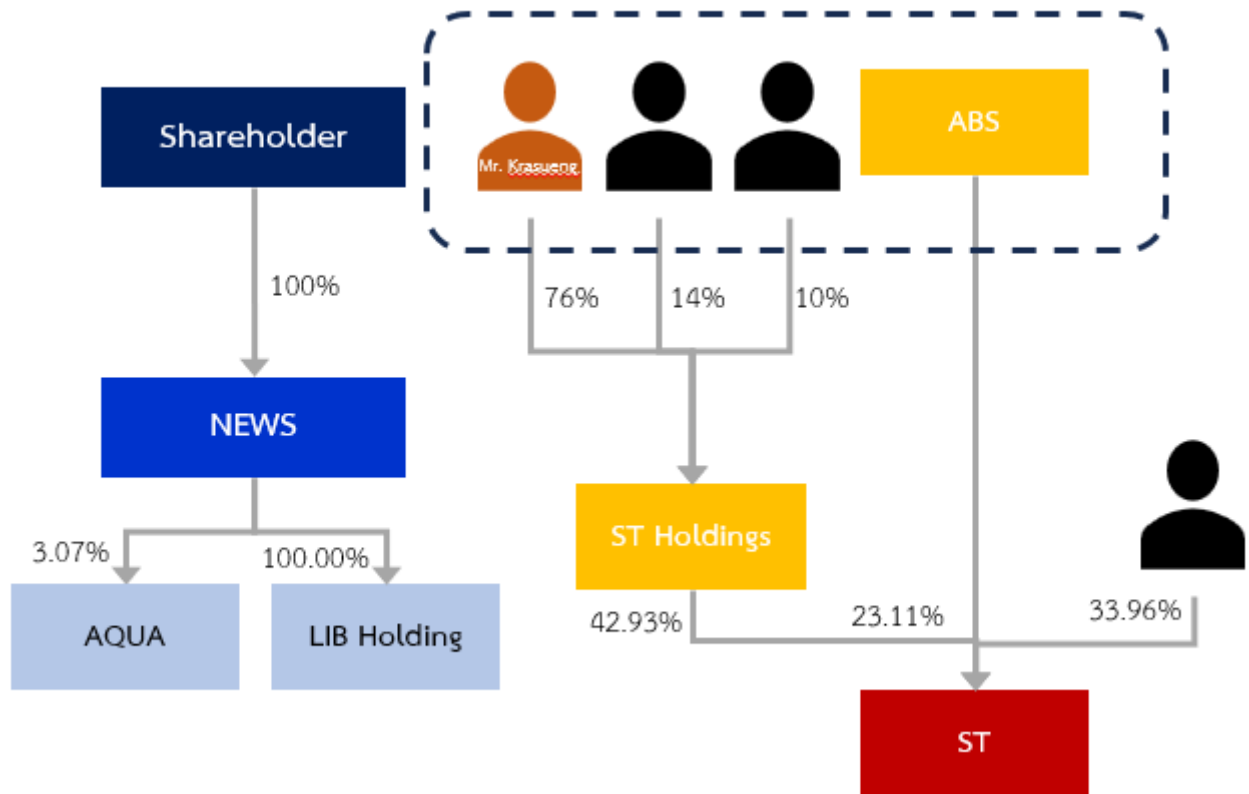 Shareholder
Mr. Krasueng
ABS
100%
76%
14%
10%
NEWS
3.07%
100.00%
ST Holdings
AQUA
LIB Holding
42.93%
23.11%
33.96%
ST